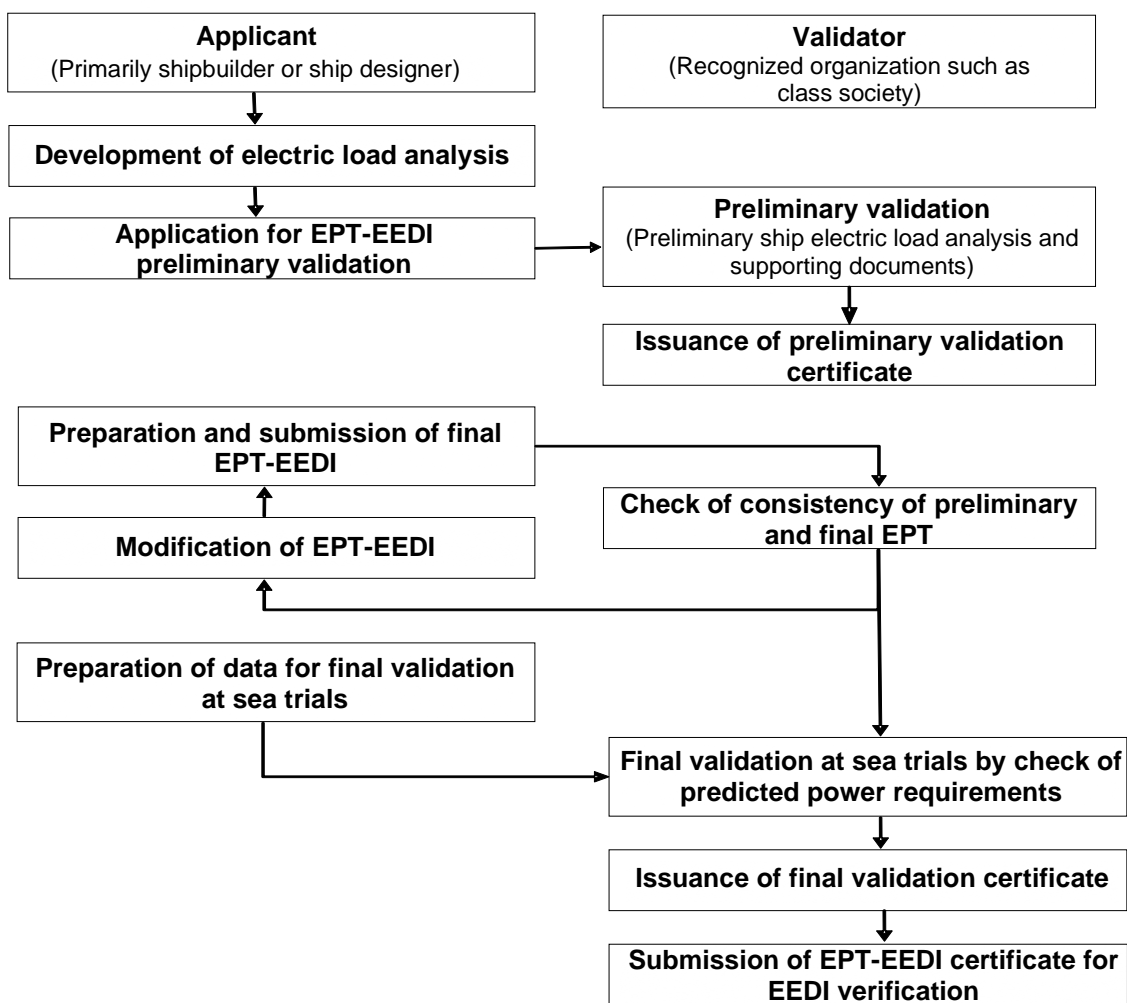 Applicant
(Primarily shipbuilder or ship designer)
Validator
(Recognized organization such as
class society)
Development of electric load analysis
Application for EPT-EEDI
preliminary validation
Preliminary validation
(Preliminary ship electric load analysis and
supporting documents)
Issuance of preliminary validation
certificate
Preparation and submission of final
EPT-EEDI
Check of consistency of preliminary
and final EPT
Modification of EPT-EEDI
Preparation of data for final validation
at sea trials
Final validation at sea trials by check of
predicted power requirements
Issuance of final validation certificate
Submission of EPT-EEDI certificate for
EEDI verification